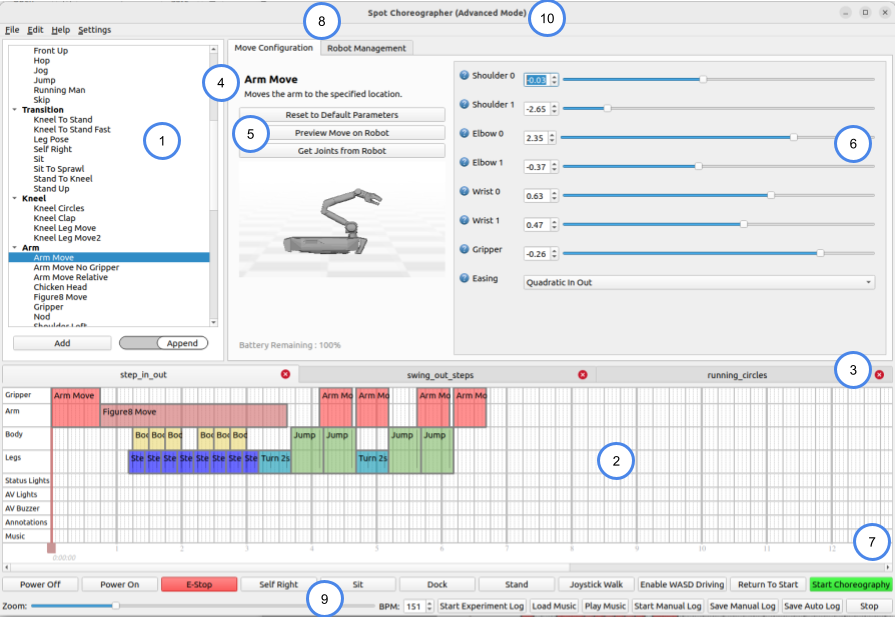 Spot Choreographer (Advanced Mode)
8
10
File Edit Help Settings
Front Up
Hop
Jog
Jump
Running Man
Skip
Transition
Kneel To Stand
Kneel To Stand Fast
Leg Pose
Self Right
Sit
Sit To Sprawl
Stand To Kneel
Stand Up
Kneel
Kneel Circles
Kneel Clap
Kneel Leg Move
Kneel Leg Move2
Arm
Arm Move
Arm Move No Gripper
Arm Move Relative
Chicken Head
Figure8 Move
Gripper
Nod
Shoulder Left
1
Add
Append
Move Configuration
Robot Management
4
Arm Move
Moves the arm to the specified location.
Reset to Default Parameters
5
Preview Move on Robot
Get Joints from Robot
Battery Remaining : 100%
Shoulder 0 -0.03
Shoulder 1 -2.65
Elbow 0 2.35
6
Elbow 1 -0.37
Wrist 0 0.63
Wrist 1 0.47
Gripper -0.26
Easing Quadratic In Out
step_in_out
swing_out_steps
running_circles
3
Gripper Arm Move Arm Mo Arm Mo Arm Mo Arm Mo
Arm Figure8 Move
Body Boc Boc Boc Boc Boc Boc Jump Jump Jump Jump
Legs Ste Ste Ste Ste Ste Ste Ste Ste Turn 2s Turn 2s
2
Status Lights
AV Lights
AV Buzzer
Annotations
Music
1 2 3 4 5 6 7 8 9 10 11 12
0:00:00
7
Power Off Power On E-Stop Self Right Sit Dock Stand Joystick Walk Enable WASD Driving Return To Start Start Choreography
9
Zoom: BPM: 151 Start Experiment Log Load Music Play Music Start Manual Log Save Manual Log Save Auto Log Stop